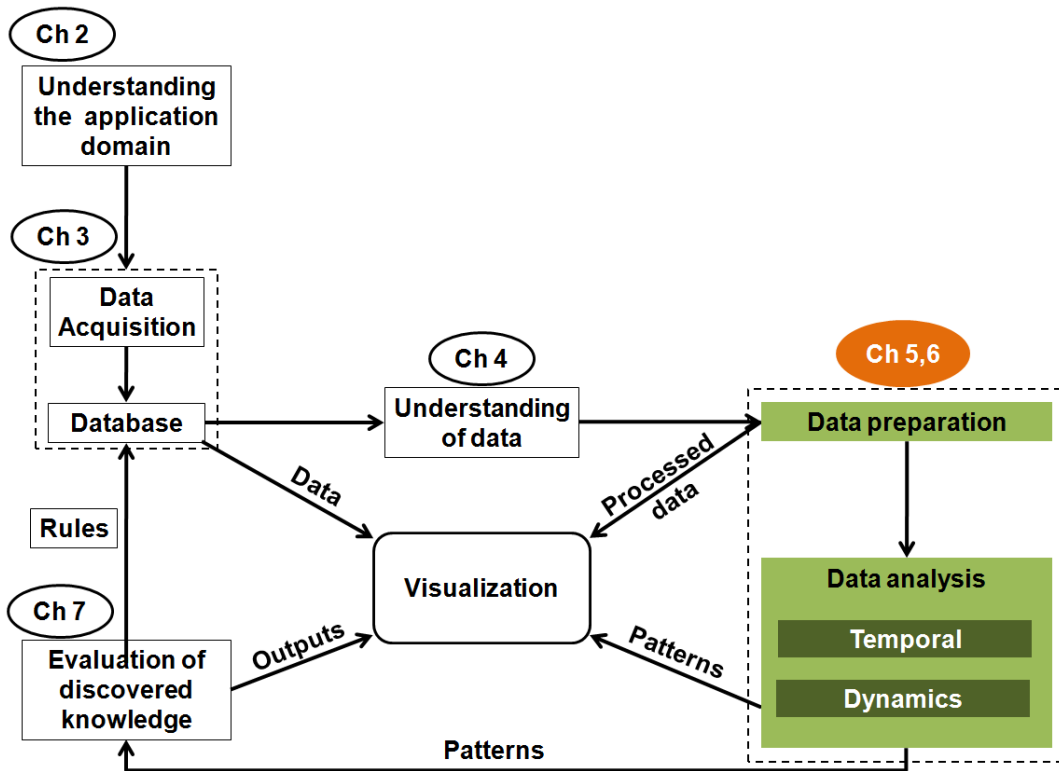 Ch 2
Understanding
the application
domain
Ch 3
Data
Acquisition
Database
Ch 4
Understanding
of data
Ch 5,6
Data preparation
Data
Processed
data
Rules
Visualization
Data analysis
Temporal
Dynamics
Ch 7
Evaluation of
discovered
knowledge
Outputs
Patterns
Patterns